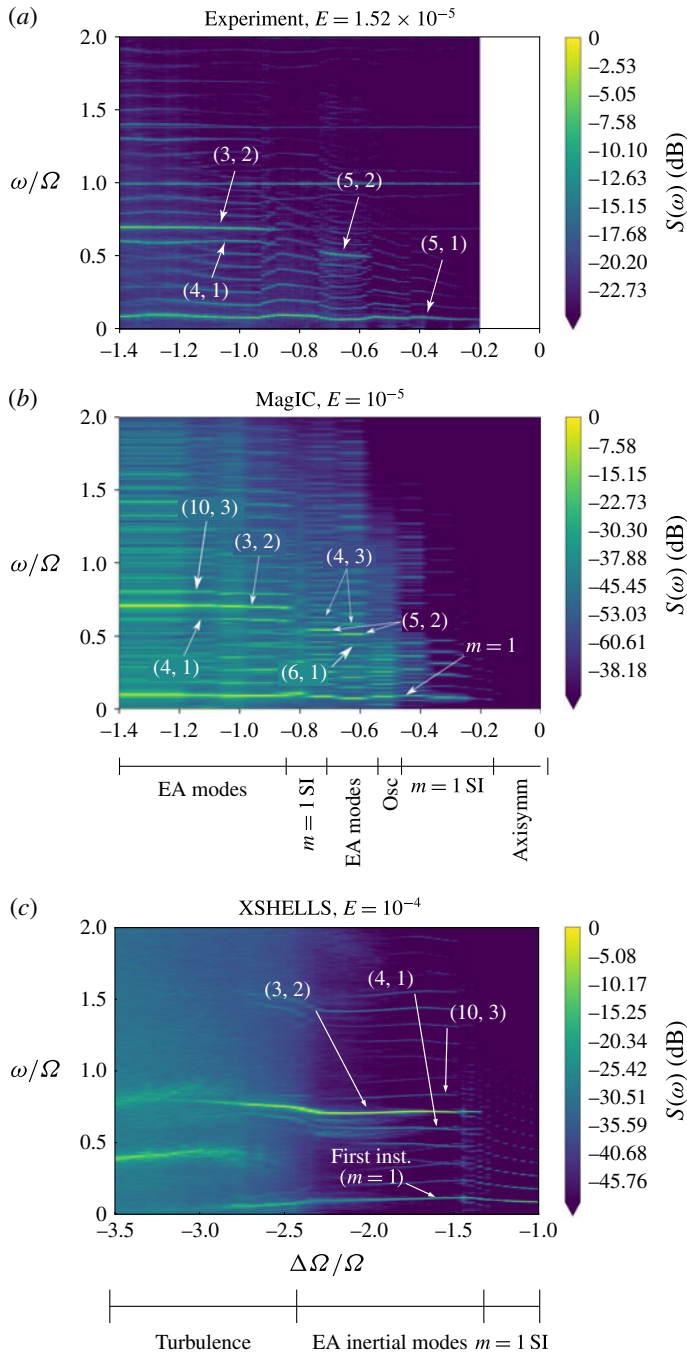 (a)
Experiment, E = 1.52 × 10⁻⁵
2.0
1.5
1.0
0.5
0
ω/Ω
(3, 2)
(5, 2)
(5, 1)
(4, 1)
−1.4 −1.2 −1.0 −0.8 −0.6 −0.4 −0.2 0
0
−2.53
−5.05
−7.58
−10.10
−12.63
−15.15
−17.68
−20.20
−22.73
S(ω) (dB)
(b)
MagIC, E = 10⁻⁵
2.0
1.5
1.0
0.5
0
ω/Ω
(10, 3)
(3, 2)
(4, 3)
(5, 2)
(4, 1)
(6, 1)
m = 1
−1.4 −1.2 −1.0 −0.8 −0.6 −0.4 −0.2 0
0
−7.58
−15.15
−22.73
−30.30
−37.88
−45.45
−53.03
−60.61
−38.18
S(ω) (dB)
EA modes
m = 1 SI
EA modes
Osc
m = 1 SI
Axisymm
(c)
XSHELLS, E = 10⁻⁴
2.0
1.5
1.0
0.5
0
ω/Ω
(3, 2)
(4, 1)
(10, 3)
First inst.
(m = 1)
−3.5 −3.0 −2.5 −2.0 −1.5 −1.0
ΔΩ/Ω
0
−5.08
−10.17
−15.25
−20.34
−25.42
−30.51
−35.59
−40.68
−45.76
S(ω) (dB)
Turbulence
EA inertial modes
m = 1 SI